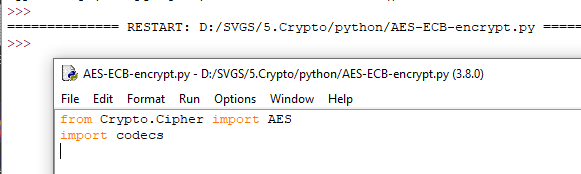 >>>
============== RESTART: D:/SVGS/5.Crypto/python/AES-ECB-encrypt.py =====
>>>
AES-ECB-encrypt.py - D:/SVGS/5.Crypto/python/AES-ECB-encrypt.py (3.8.0)
File Edit Format Run Options Window Help
from Crypto.Cipher import AES
import codecs